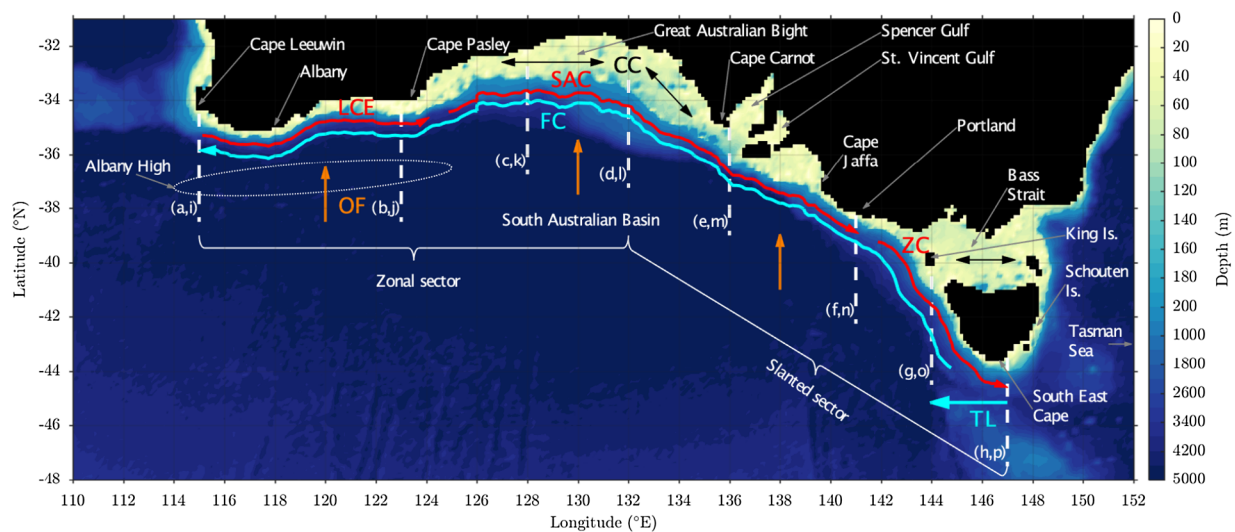 Great Australian Bight
Spencer Gulf
Cape Leeuwin
Cape Pasley
Cape Carnot
St. Vincent Gulf
CC
Albany
SAC
LCE
FC
Portland
Cape
Jaffa
Albany High
(c,k)
(d,l)
Bass
Strait
(a,i)
OF
(b,j)
South Australian Basin
(e,m)
King Is.
ZC
Zonal sector
Schouten
Is.
(f,n)
Tasman
Sea
Slanted sector
(g,o)
South East
Cape
TL
(h,p)
-32
-34
-36
-38
-40
-42
-44
-46
-48
Latitude (°N)
110
112
114
116
118
120
122
124
126
128
130
132
134
136
138
140
142
144
146
148
150
152
Longitude (°E)
0
20
40
60
80
100
120
140
160
180
200
1000
1800
2600
3400
4200
5000
Depth (m)